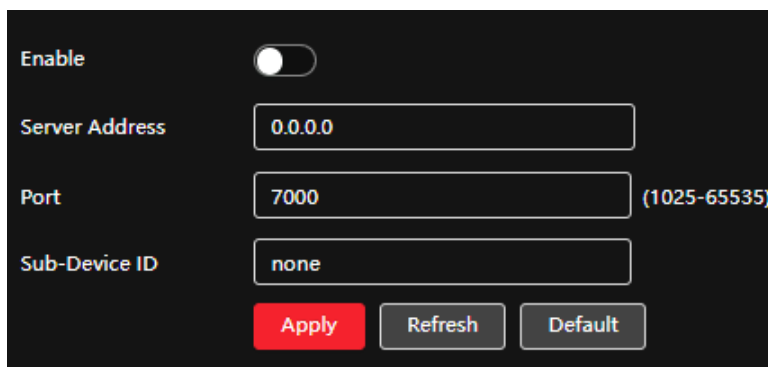 Enable
Server Address 0.0.0.0
Port 7000 (1025-65535)
Sub-Device ID none
Apply Refresh Default